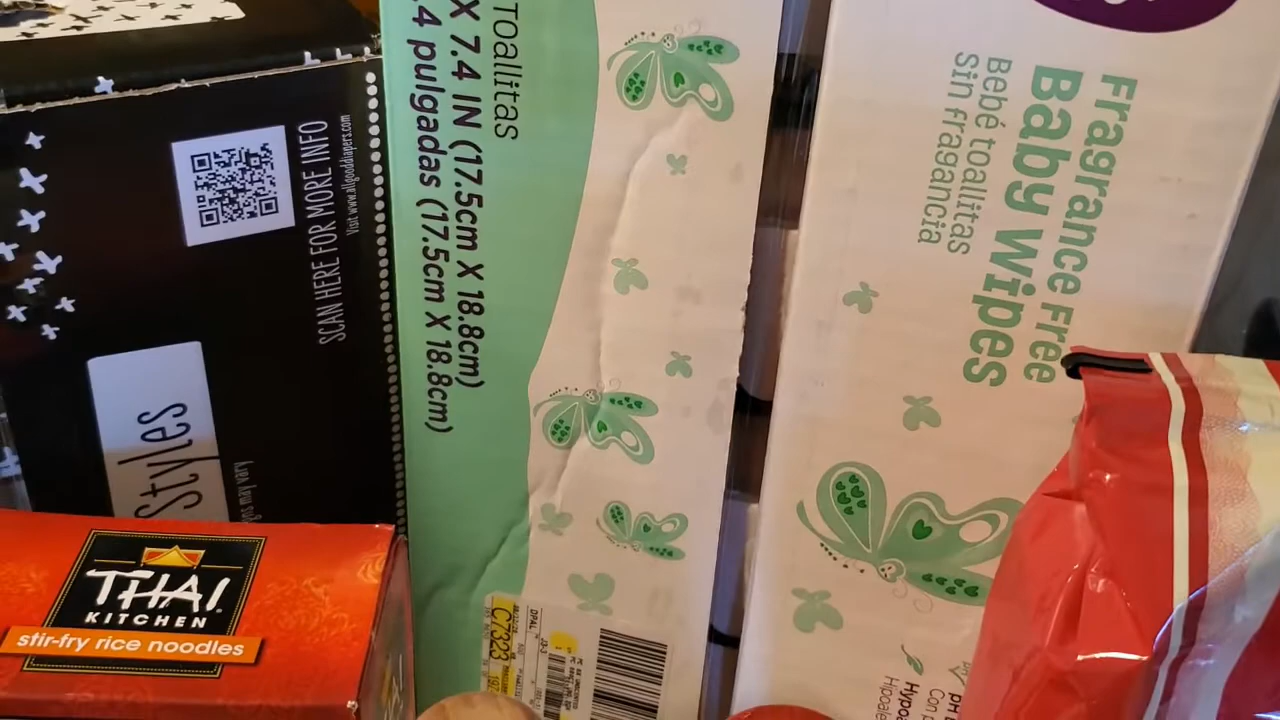 SCAN HERE FOR MORE INFO
Visit www.allgooddiapers.com
Styles
THAI
KITCHEN
stir-fry rice noodles
Toallitas
X 7.4 IN (17.5cm X 18.8cm)
.4 pulgadas (17.5cm X 18.8cm)
C7323
DPAL
Fragrance Free
Baby Wipes
Bebé toallitas
Sin fragancia